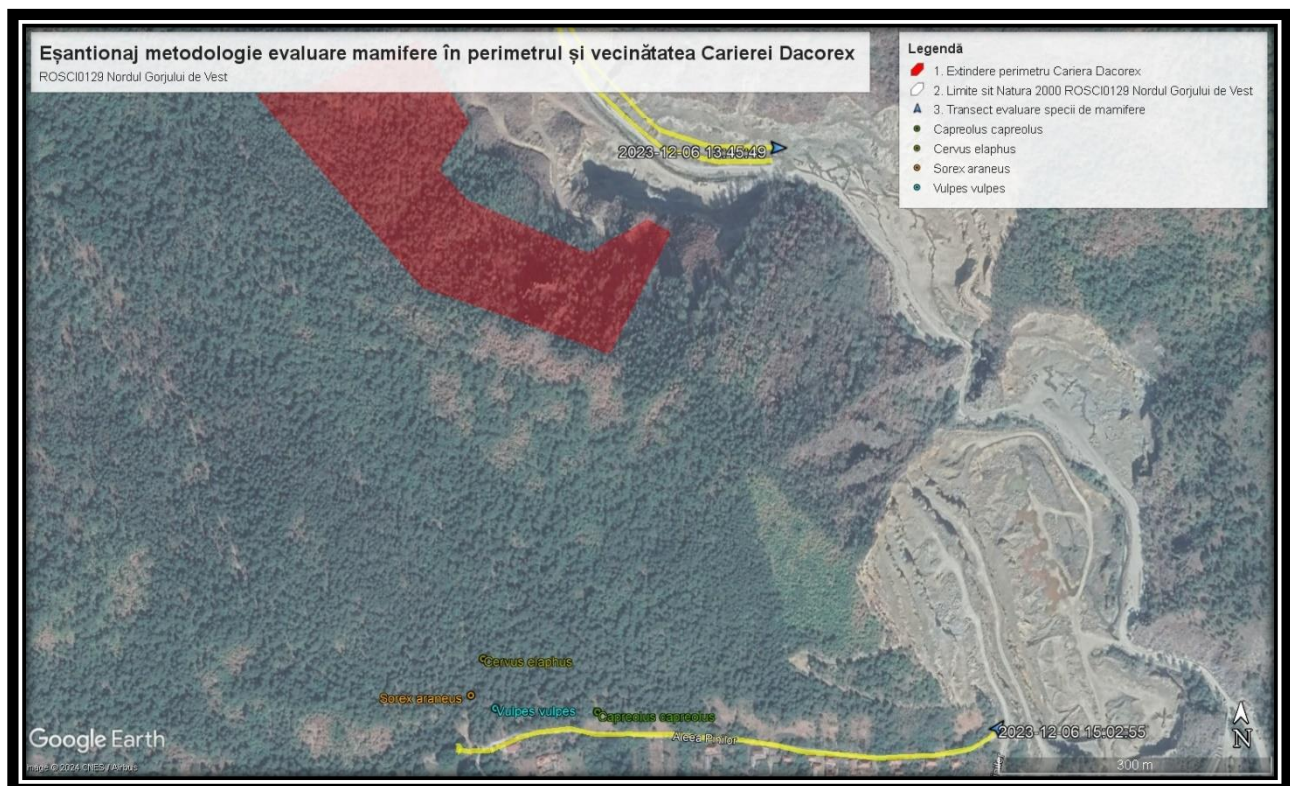 Eșantionaj metodologie evaluare mamifere în perimetrul și vecinătatea Carierei Dacorex
ROSCI0129 Nordul Gorjului de Vest
Legendă
1. Extindere perimetru Cariera Dacorex
2. Limite sit Natura 2000 ROSCI0129 Nordul Gorjului de Vest
3. Transect evaluare specii de mamifere
Capreolus capreolus
Cervus elaphus
Sorex araneus
Vulpes vulpes
2023-12-06 13:45:49
Cervus elaphus
Sorex araneus
Vulpes vulpes
Capreolus capreolus
Aleea Pinilor
2023-12-06 15:02:55
Google Earth
Image © 2024 CNES / Airbus
300 m
N